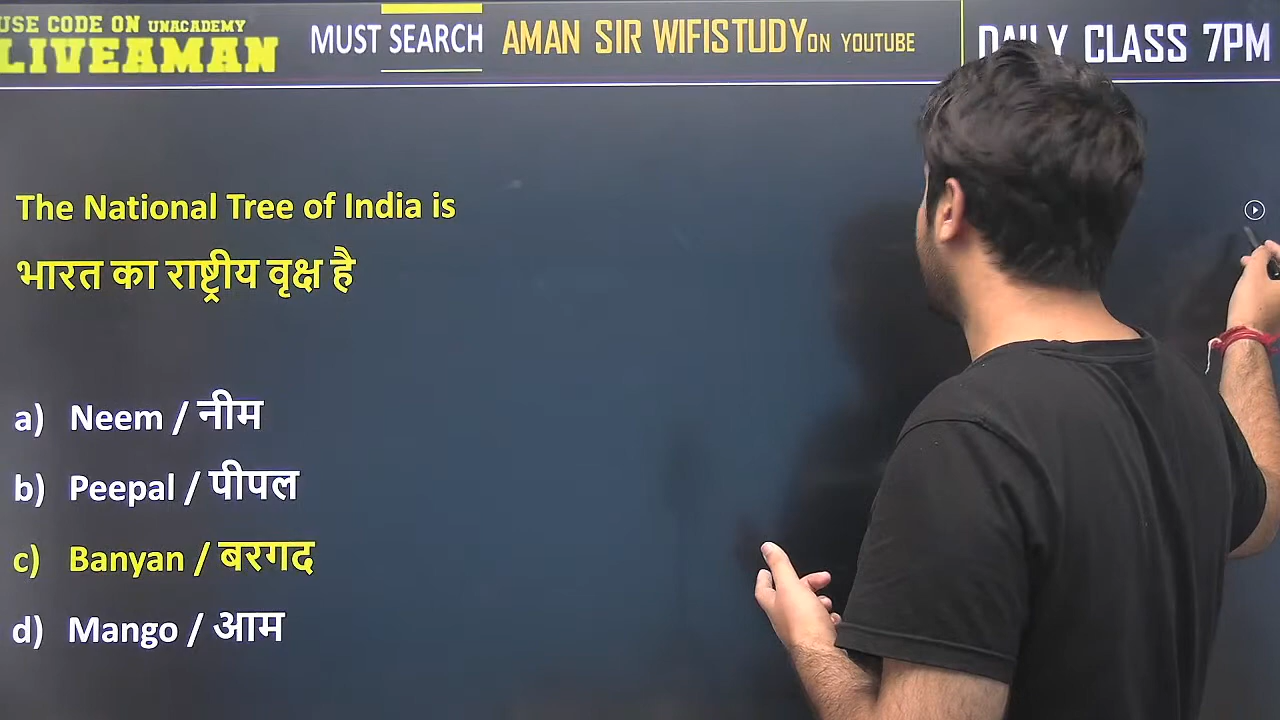 USE CODE ON UNACADEMY
LIVEAMAN
MUST SEARCH AMAN SIR WIFISTUDY ON YOUTUBE
DAILY CLASS 7PM
The National Tree of India is
भारत का राष्ट्रीय वृक्ष है
a) Neem / नीम
b) Peepal / पीपल
c) Banyan / बरगद
d) Mango / आम